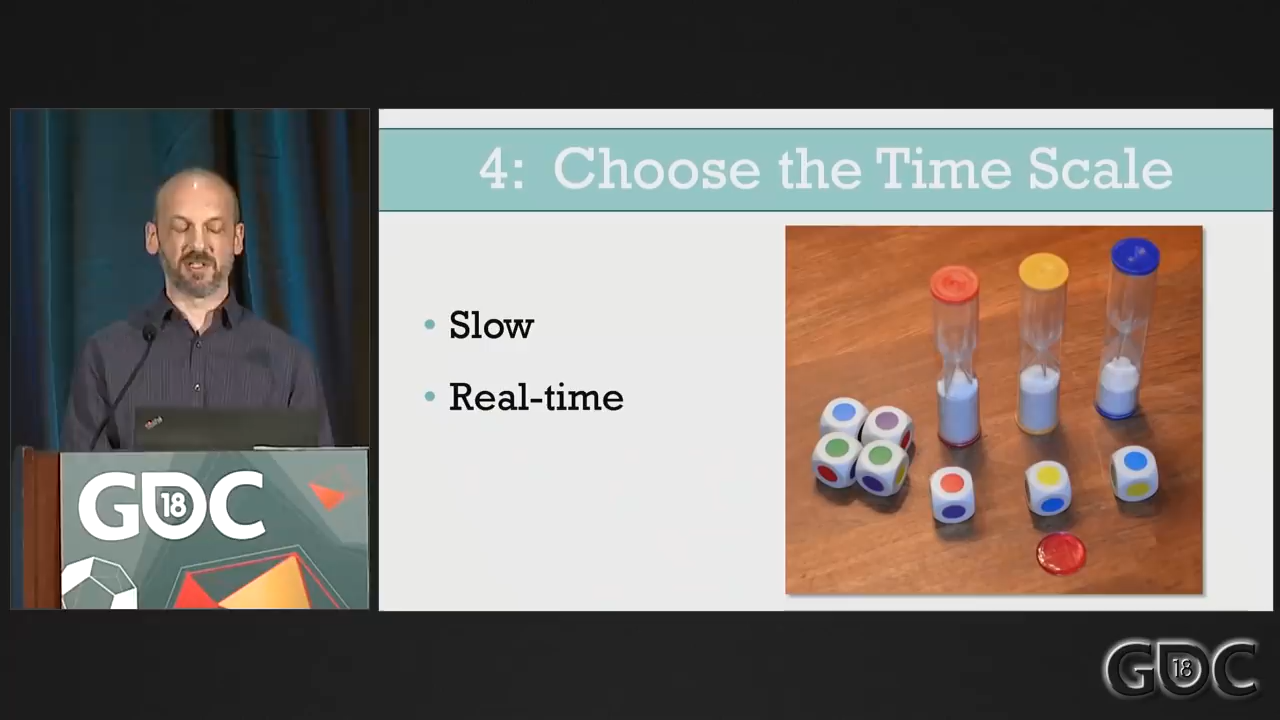 4: Choose the Time Scale
• Slow
• Real-time
GDC
18
GDC
18